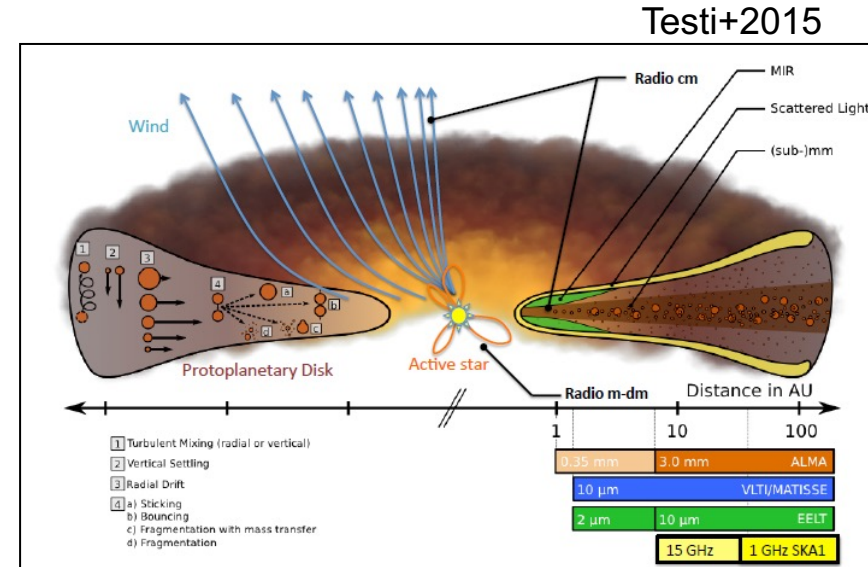 Testi+2015
Radio cm
MIR
Scattered Light
(sub-)mm
Wind
1
2
3
4
a)
b)
c)
d)
Protoplanetary Disk
Active star
Radio m-dm
Distance in AU
1 10 100
1 Turbulent Mixing (radial or vertical)
2 Vertical Settling
3 Radial Drift
4 a) Sticking
b) Bouncing
c) Fragmentation with mass transfer
d) Fragmentation
0.35 mm 3.0 mm ALMA
10 µm VLTI/MATISSE
2 µm 10 µm EELT
15 GHz 1 GHz SKA1